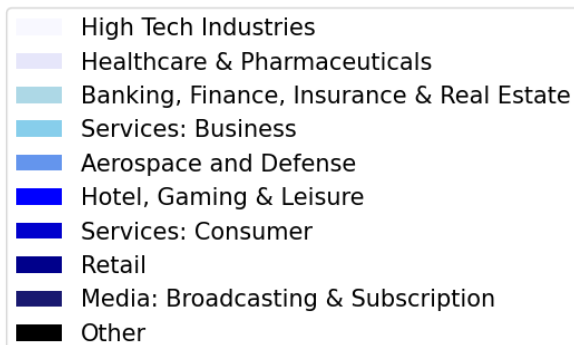 High Tech Industries
Healthcare & Pharmaceuticals
Banking, Finance, Insurance & Real Estate
Services: Business
Aerospace and Defense
Hotel, Gaming & Leisure
Services: Consumer
Retail
Media: Broadcasting & Subscription
Other